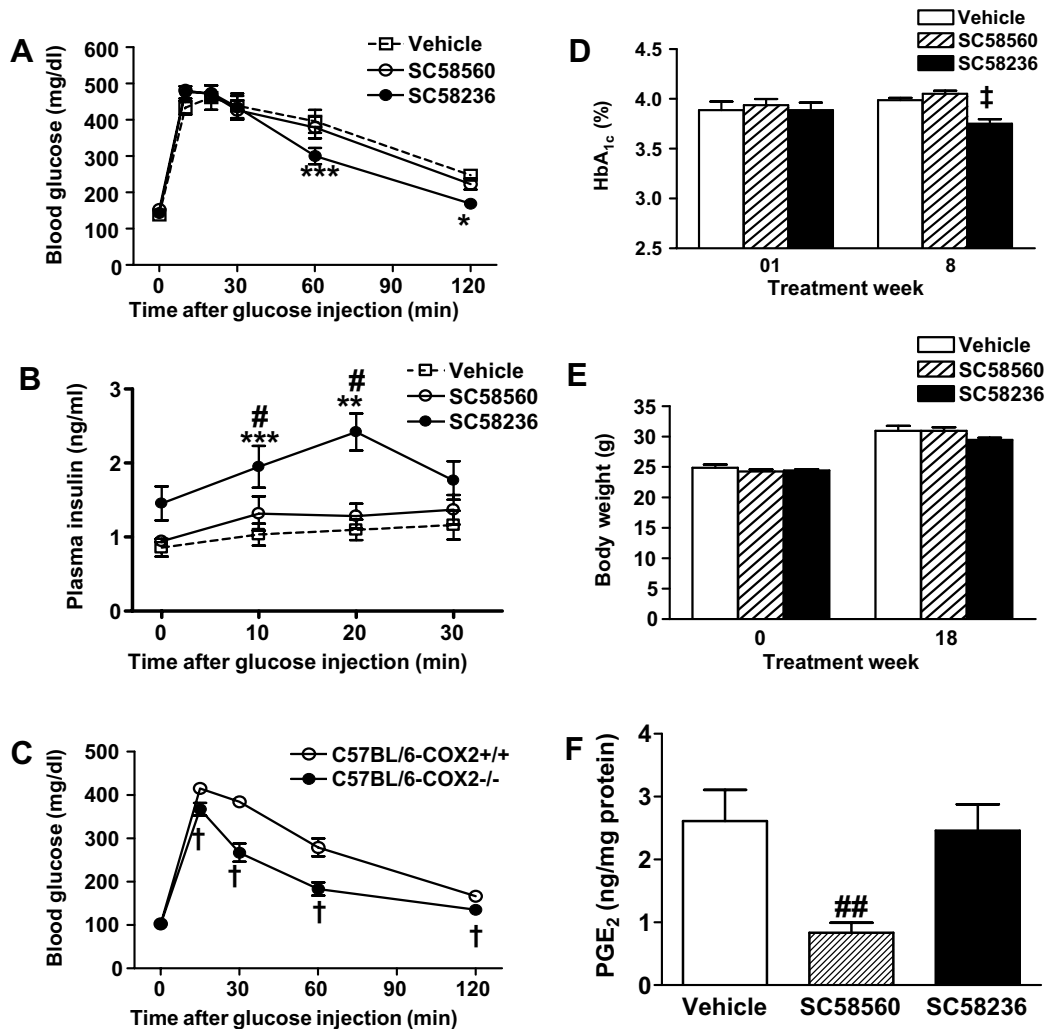 A
Vehicle
SC58560
SC58236
Blood glucose (mg/dl)
600
500
400
300
200
100
0
***
*
0 30 60 90 120
Time after glucose injection (min)
B
Vehicle
SC58560
SC58236
Plasma insulin (ng/ml)
3
2
1
0
#
***
#
**
0 10 20 30
Time after glucose injection (min)
C
C57BL/6-COX2+/+
C57BL/6-COX2-/-
Blood glucose (mg/dl)
500
400
300
200
100
0
† † † †
0 30 60 90 120
Time after glucose injection (min)
D
Vehicle
SC58560
SC58236
HbA1c (%)
4.5
4.0
3.5
3.0
2.5
‡
01 8
Treatment week
E
Vehicle
SC58560
SC58236
Body weight (g)
35
30
25
20
15
10
5
0
0 18
Treatment week
F
PGE2 (ng/mg protein)
4
3
2
1
0
##
Vehicle SC58560 SC58236